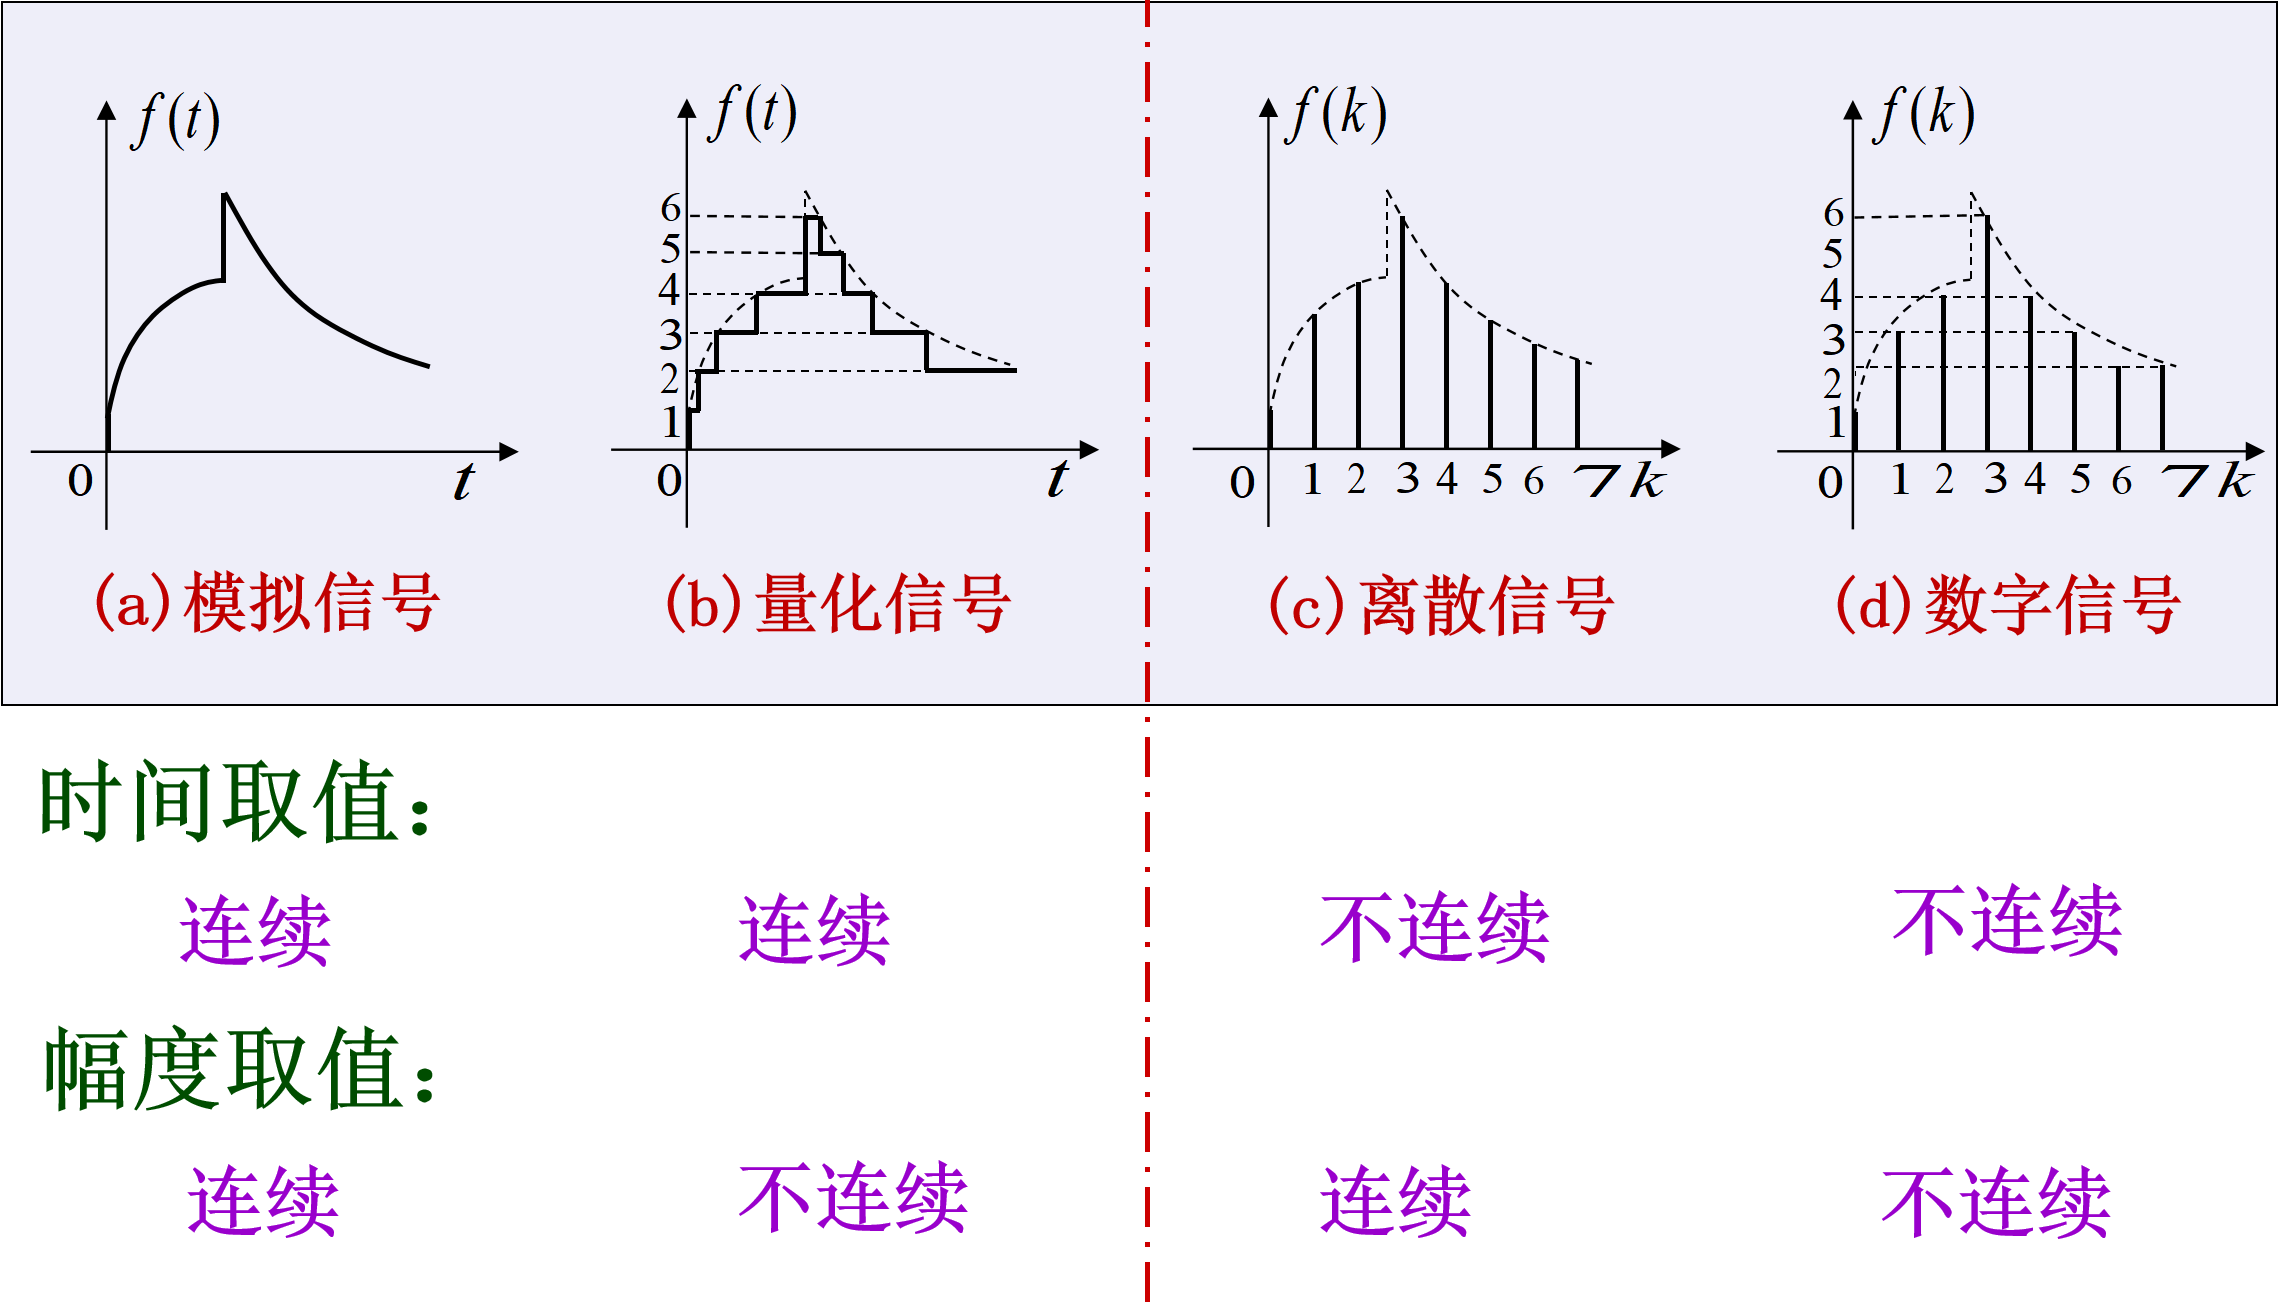 f(t)
0
t
(a)模拟信号
f(t)
6
5
4
3
2
1
0
t
(b)量化信号
f(k)
0 1 2 3 4 5 6 7 k
(c)离散信号
f(k)
6
5
4
3
2
1
0 1 2 3 4 5 6 7 k
(d)数字信号
时间取值：
连续 连续 不连续 不连续
幅度取值：
连续 不连续 连续 不连续